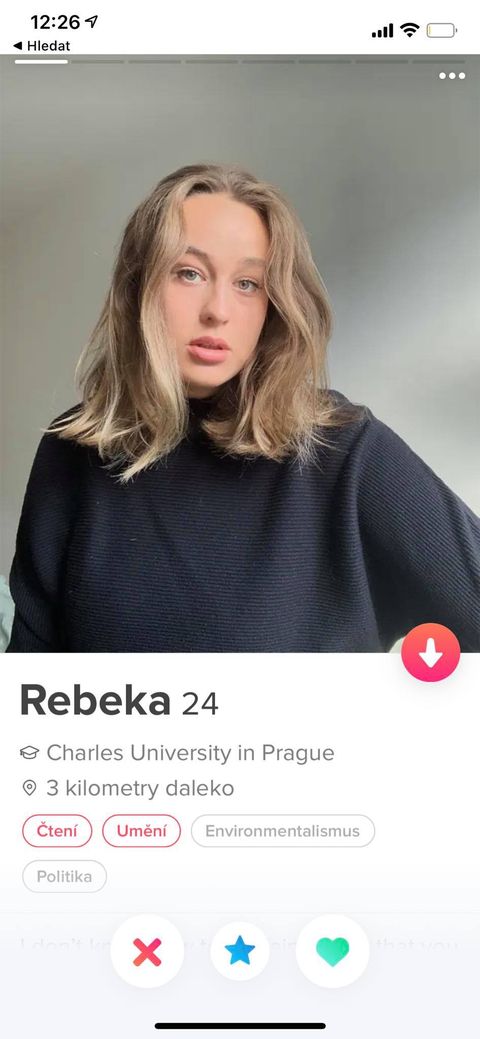 12:26
◀ Hledat
Rebeka 24
Charles University in Prague
3 kilometry daleko
Čtení Umění Environmentalismus
Politika
I don't that you